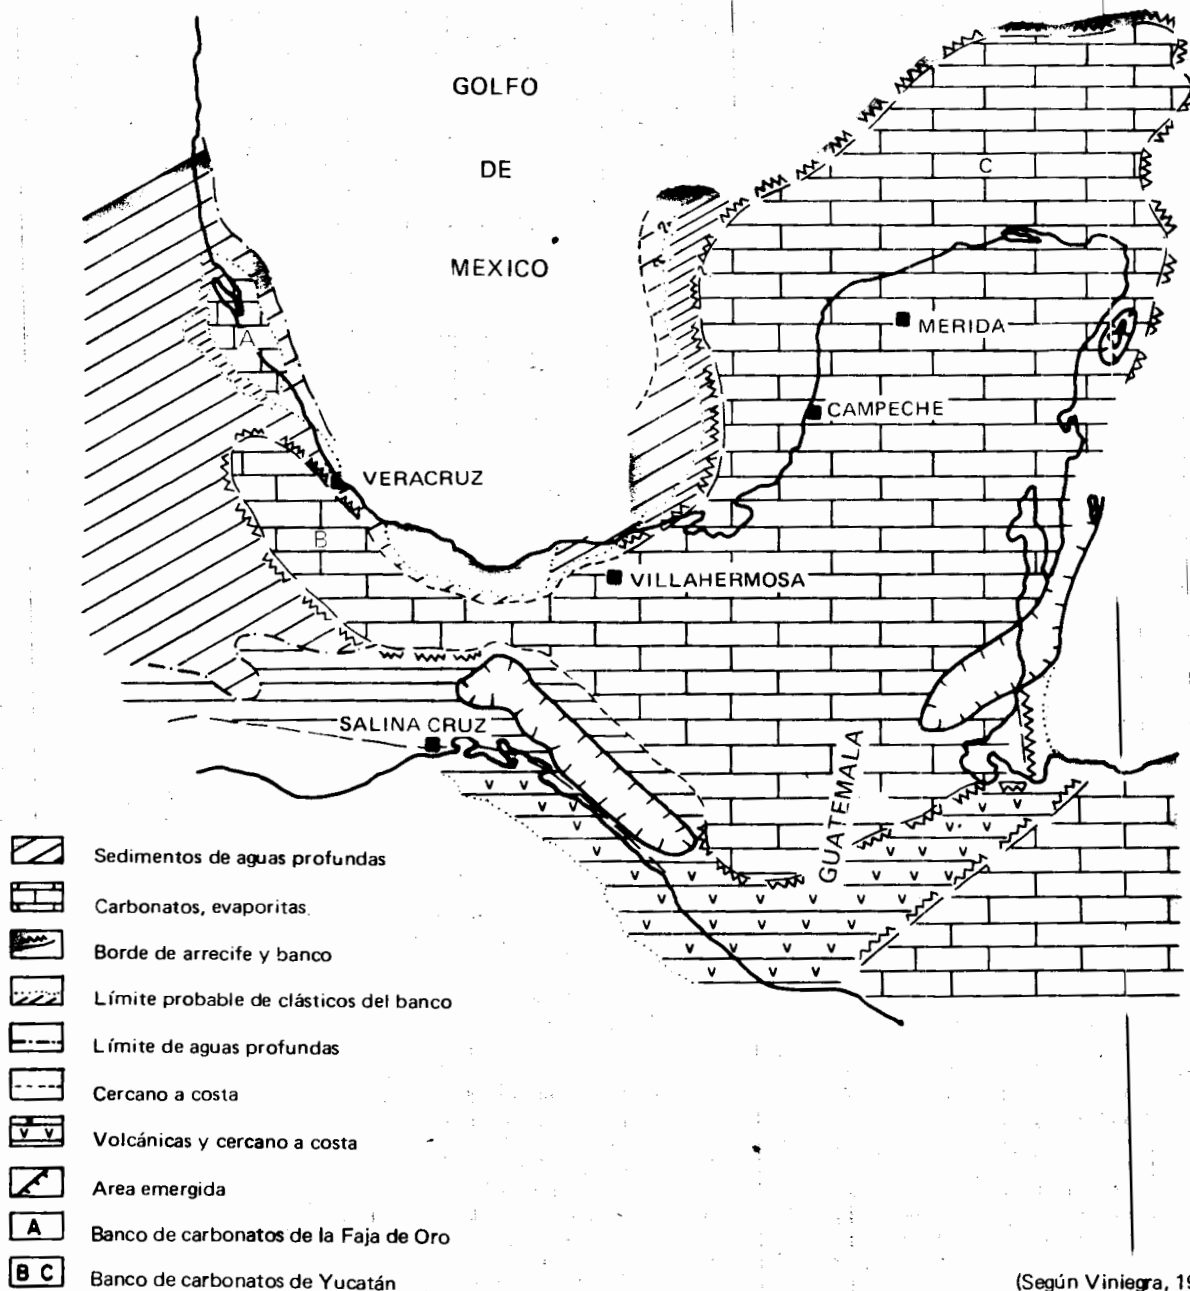 GOLFO
DE
MEXICO
C
MERIDA
A
CAMPECHE
VERACRUZ
B
VILLAHERMOSA
SALINA CRUZ
GUATEMALA
Sedimentos de aguas profundas
Carbonatos, evaporitas
Borde de arrecife y banco
Límite probable de clásticos del banco
Límite de aguas profundas
Cercano a costa
Volcánicas y cercano a costa
Area emergida
A Banco de carbonatos de la Faja de Oro
B C Banco de carbonatos de Yucatán
(Según Viniegra, 19